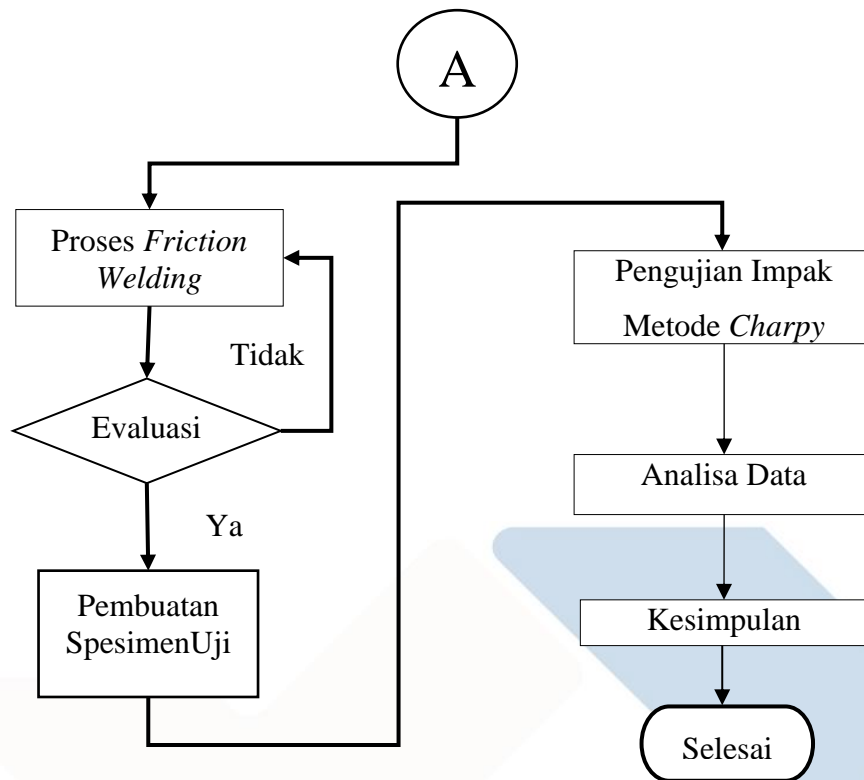 A
Proses Friction
Welding
Tidak
Evaluasi
Ya
Pembuatan
SpesimenUji
Pengujian Impak
Metode Charpy
Analisa Data
Kesimpulan
Selesai